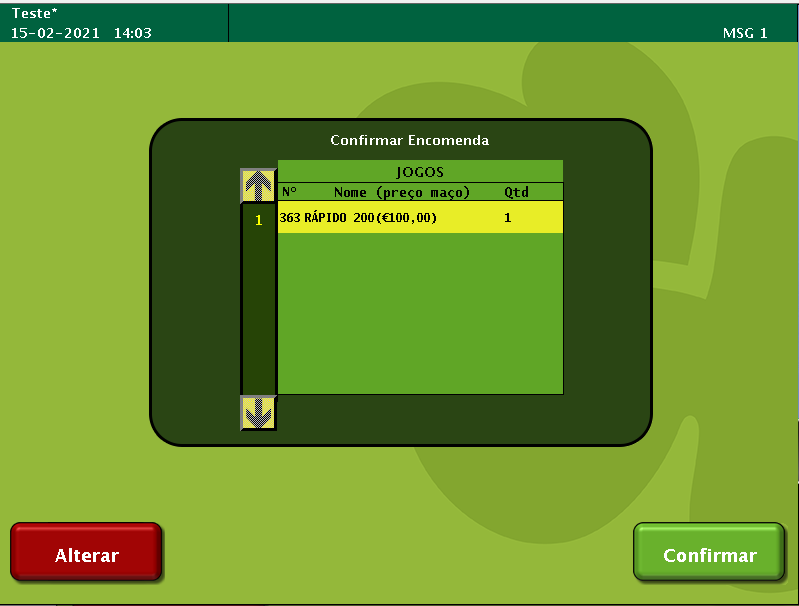 Teste*
15-02-2021 14:03
MSG 1
Confirmar Encomenda
JOGOS
Nº Nome (preço maço) Qtd
1
363 RÁPIDO 200(€100,00) 1
Alterar
Confirmar